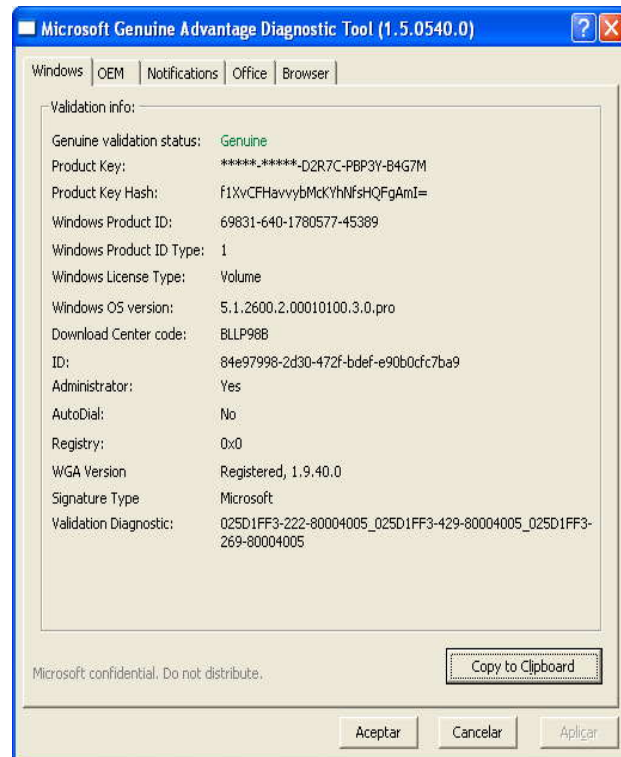 Microsoft Genuine Advantage Diagnostic Tool (1.5.0540.0)
Windows OEM Notifications Office Browser
Validation info:
Genuine validation status: Genuine
Product Key: *****-*****-D2R7C-PBP3Y-B4G7M
Product Key Hash: f1XvCFHavvybMcKYhNfsHQFgAmI=
Windows Product ID: 69831-640-1780577-45389
Windows Product ID Type: 1
Windows License Type: Volume
Windows OS version: 5.1.2600.2.00010100.3.0.pro
Download Center code: BLLP98B
ID: 84e97998-2d30-472f-bdef-e90b0cfc7ba9
Administrator: Yes
AutoDial: No
Registry: 0x0
WGA Version Registered, 1.9.40.0
Signature Type Microsoft
Validation Diagnostic: 025D1FF3-222-80004005_025D1FF3-429-80004005_025D1FF3-
269-80004005
Microsoft confidential. Do not distribute.
Copy to Clipboard
Aceptar Cancelar Aplicar